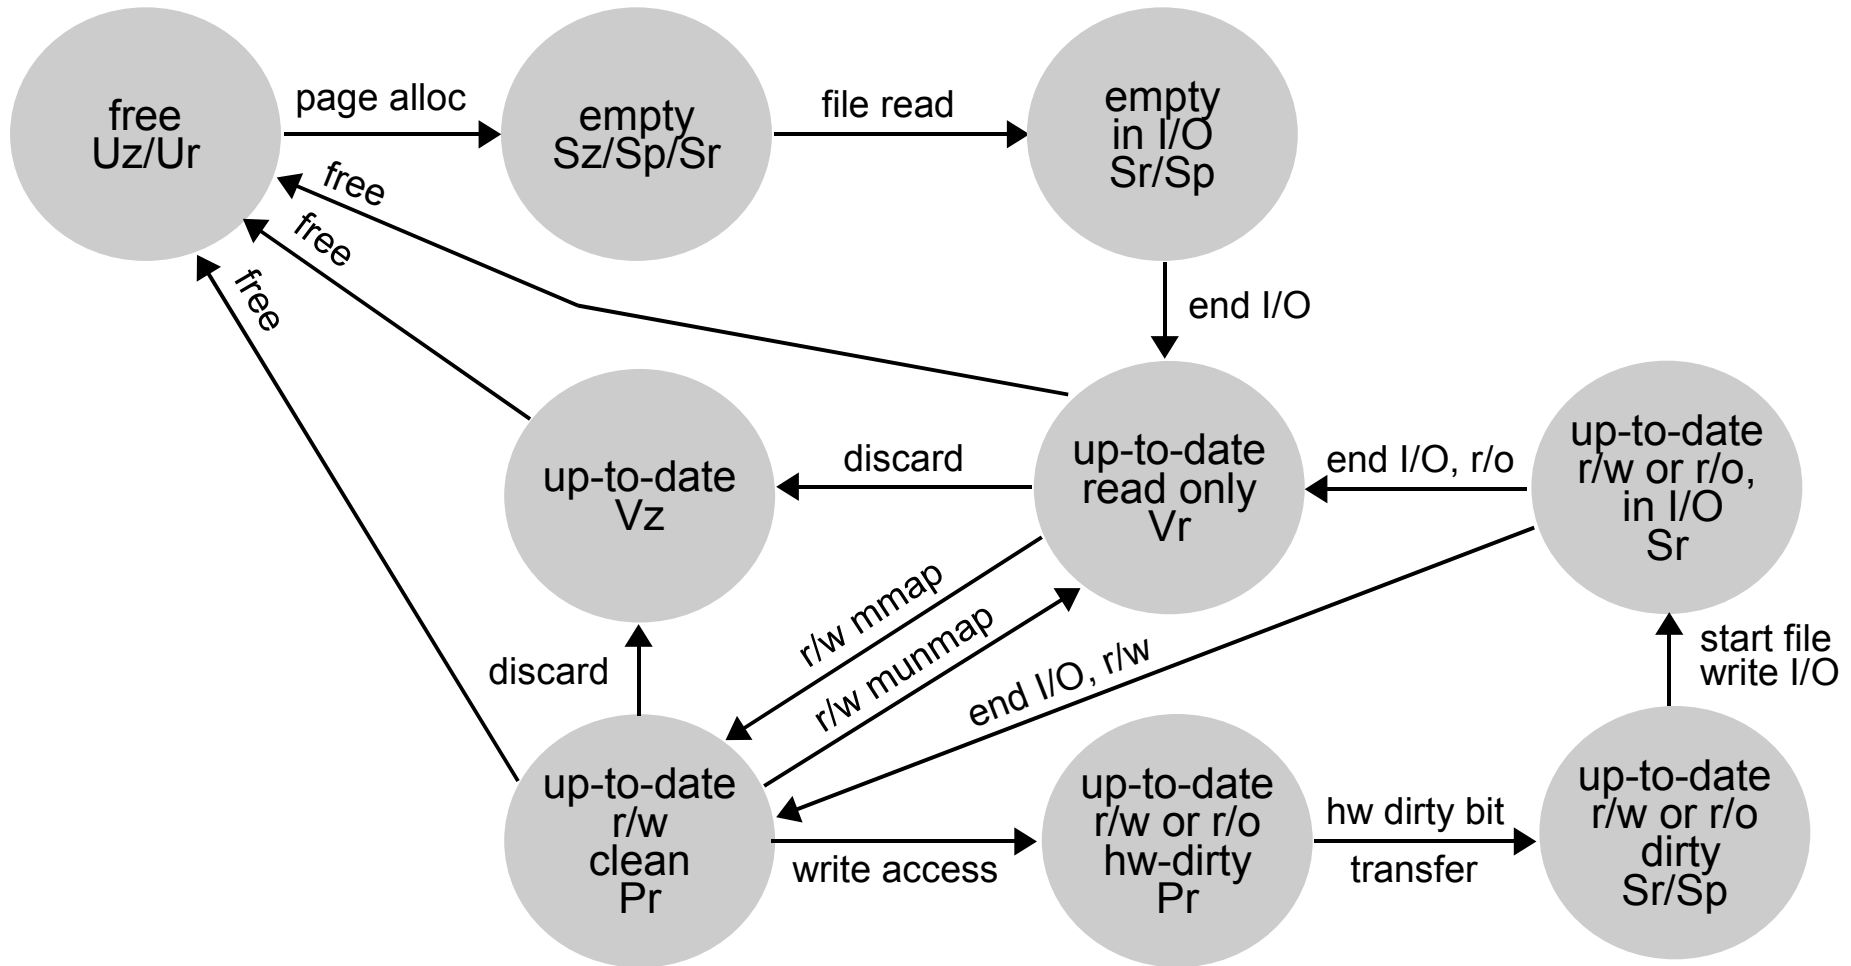 free
Uz/Ur
page alloc
empty
Sz/Sp/Sr
file read
empty
in I/O
Sr/Sp
free
free
free
end I/O
up-to-date
Vz
discard
up-to-date
read only
Vr
end I/O, r/o
up-to-date
r/w or r/o,
in I/O
Sr
discard
r/w mmap
r/w munmap
end I/O, r/w
start file
write I/O
up-to-date
r/w
clean
Pr
write access
up-to-date
r/w or r/o
hw-dirty
Pr
hw dirty bit
transfer
up-to-date
r/w or r/o
dirty
Sr/Sp